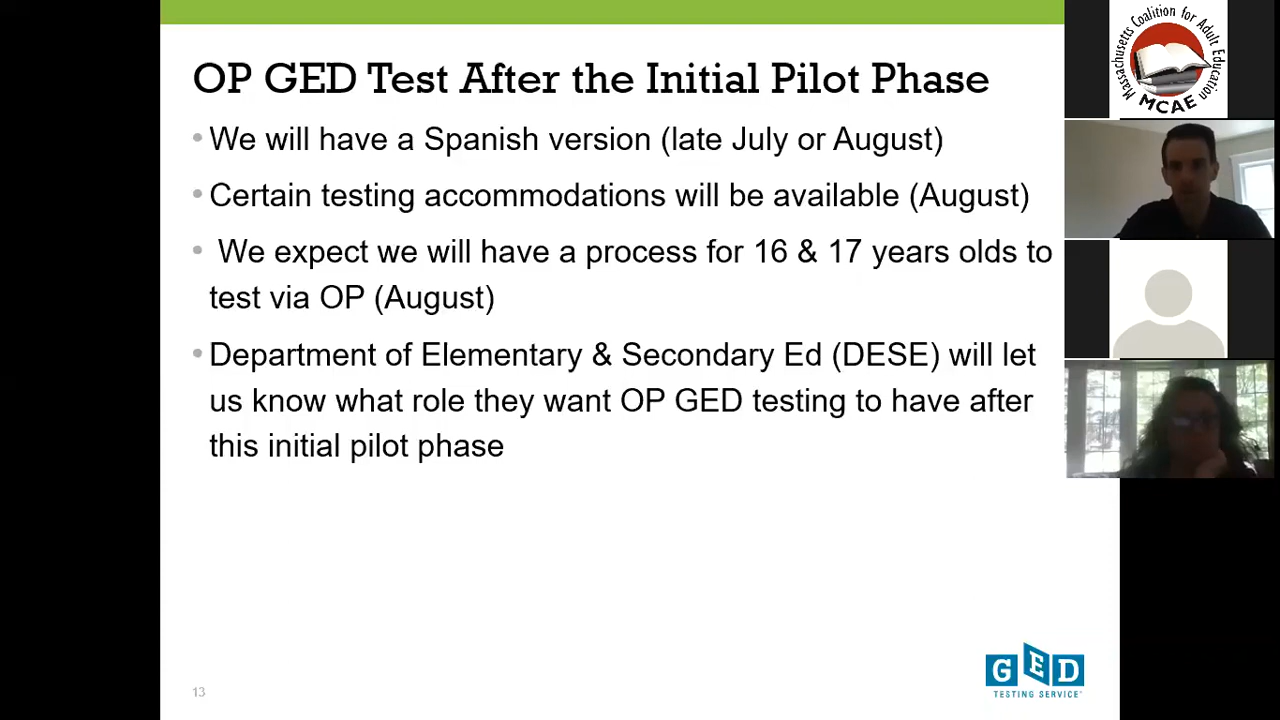 OP GED Test After the Initial Pilot Phase
• We will have a Spanish version (late July or August)
• Certain testing accommodations will be available (August)
• We expect we will have a process for 16 & 17 years olds to
test via OP (August)
• Department of Elementary & Secondary Ed (DESE) will let
us know what role they want OP GED testing to have after
this initial pilot phase
13
GED
TESTING SERVICE
Massachusetts Coalition for Adult Education
MCAE